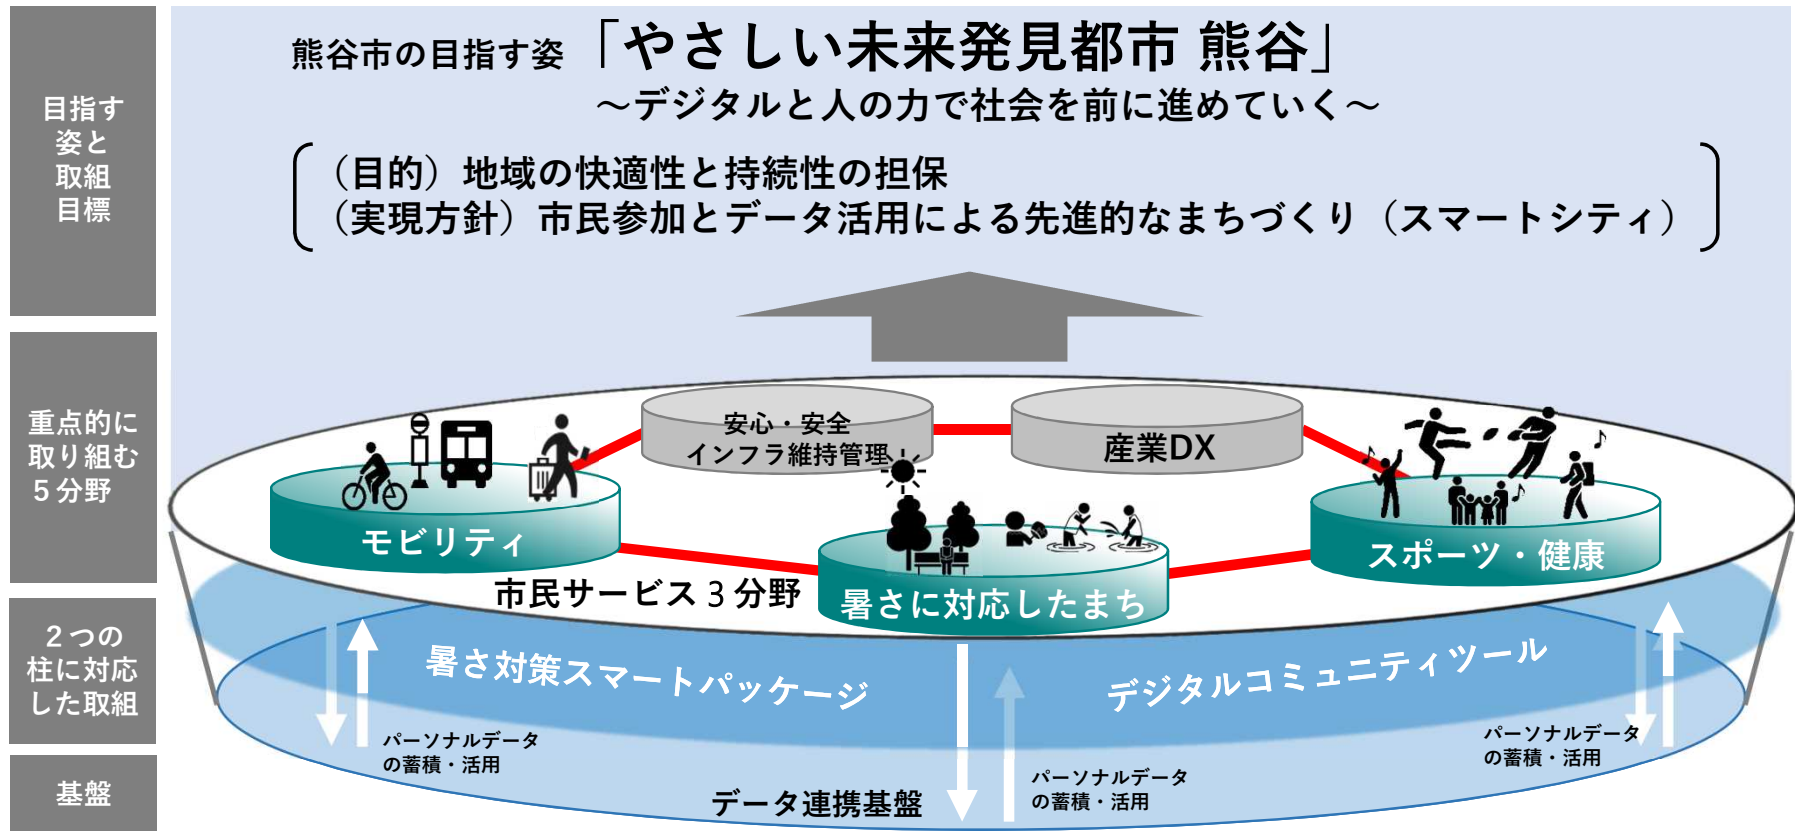 目指す
姿と
取組
目標
熊谷市の目指す姿 「やさしい未来発見都市 熊谷」
～デジタルと人の力で社会を前に進めていく～
（目的）地域の快適性と持続性の担保
（実現方針）市民参加とデータ活用による先進的なまちづくり（スマートシティ）
重点的に
取り組む
５分野
安心・安全
インフラ維持管理
産業DX
モビリティ
スポーツ・健康
市民サービス３分野
暑さに対応したまち
２つの
柱に対応
した取組
暑さ対策スマートパッケージ
デジタルコミュニティツール
パーソナルデータ
の蓄積・活用
パーソナルデータ
の蓄積・活用
パーソナルデータ
の蓄積・活用
基盤
データ連携基盤